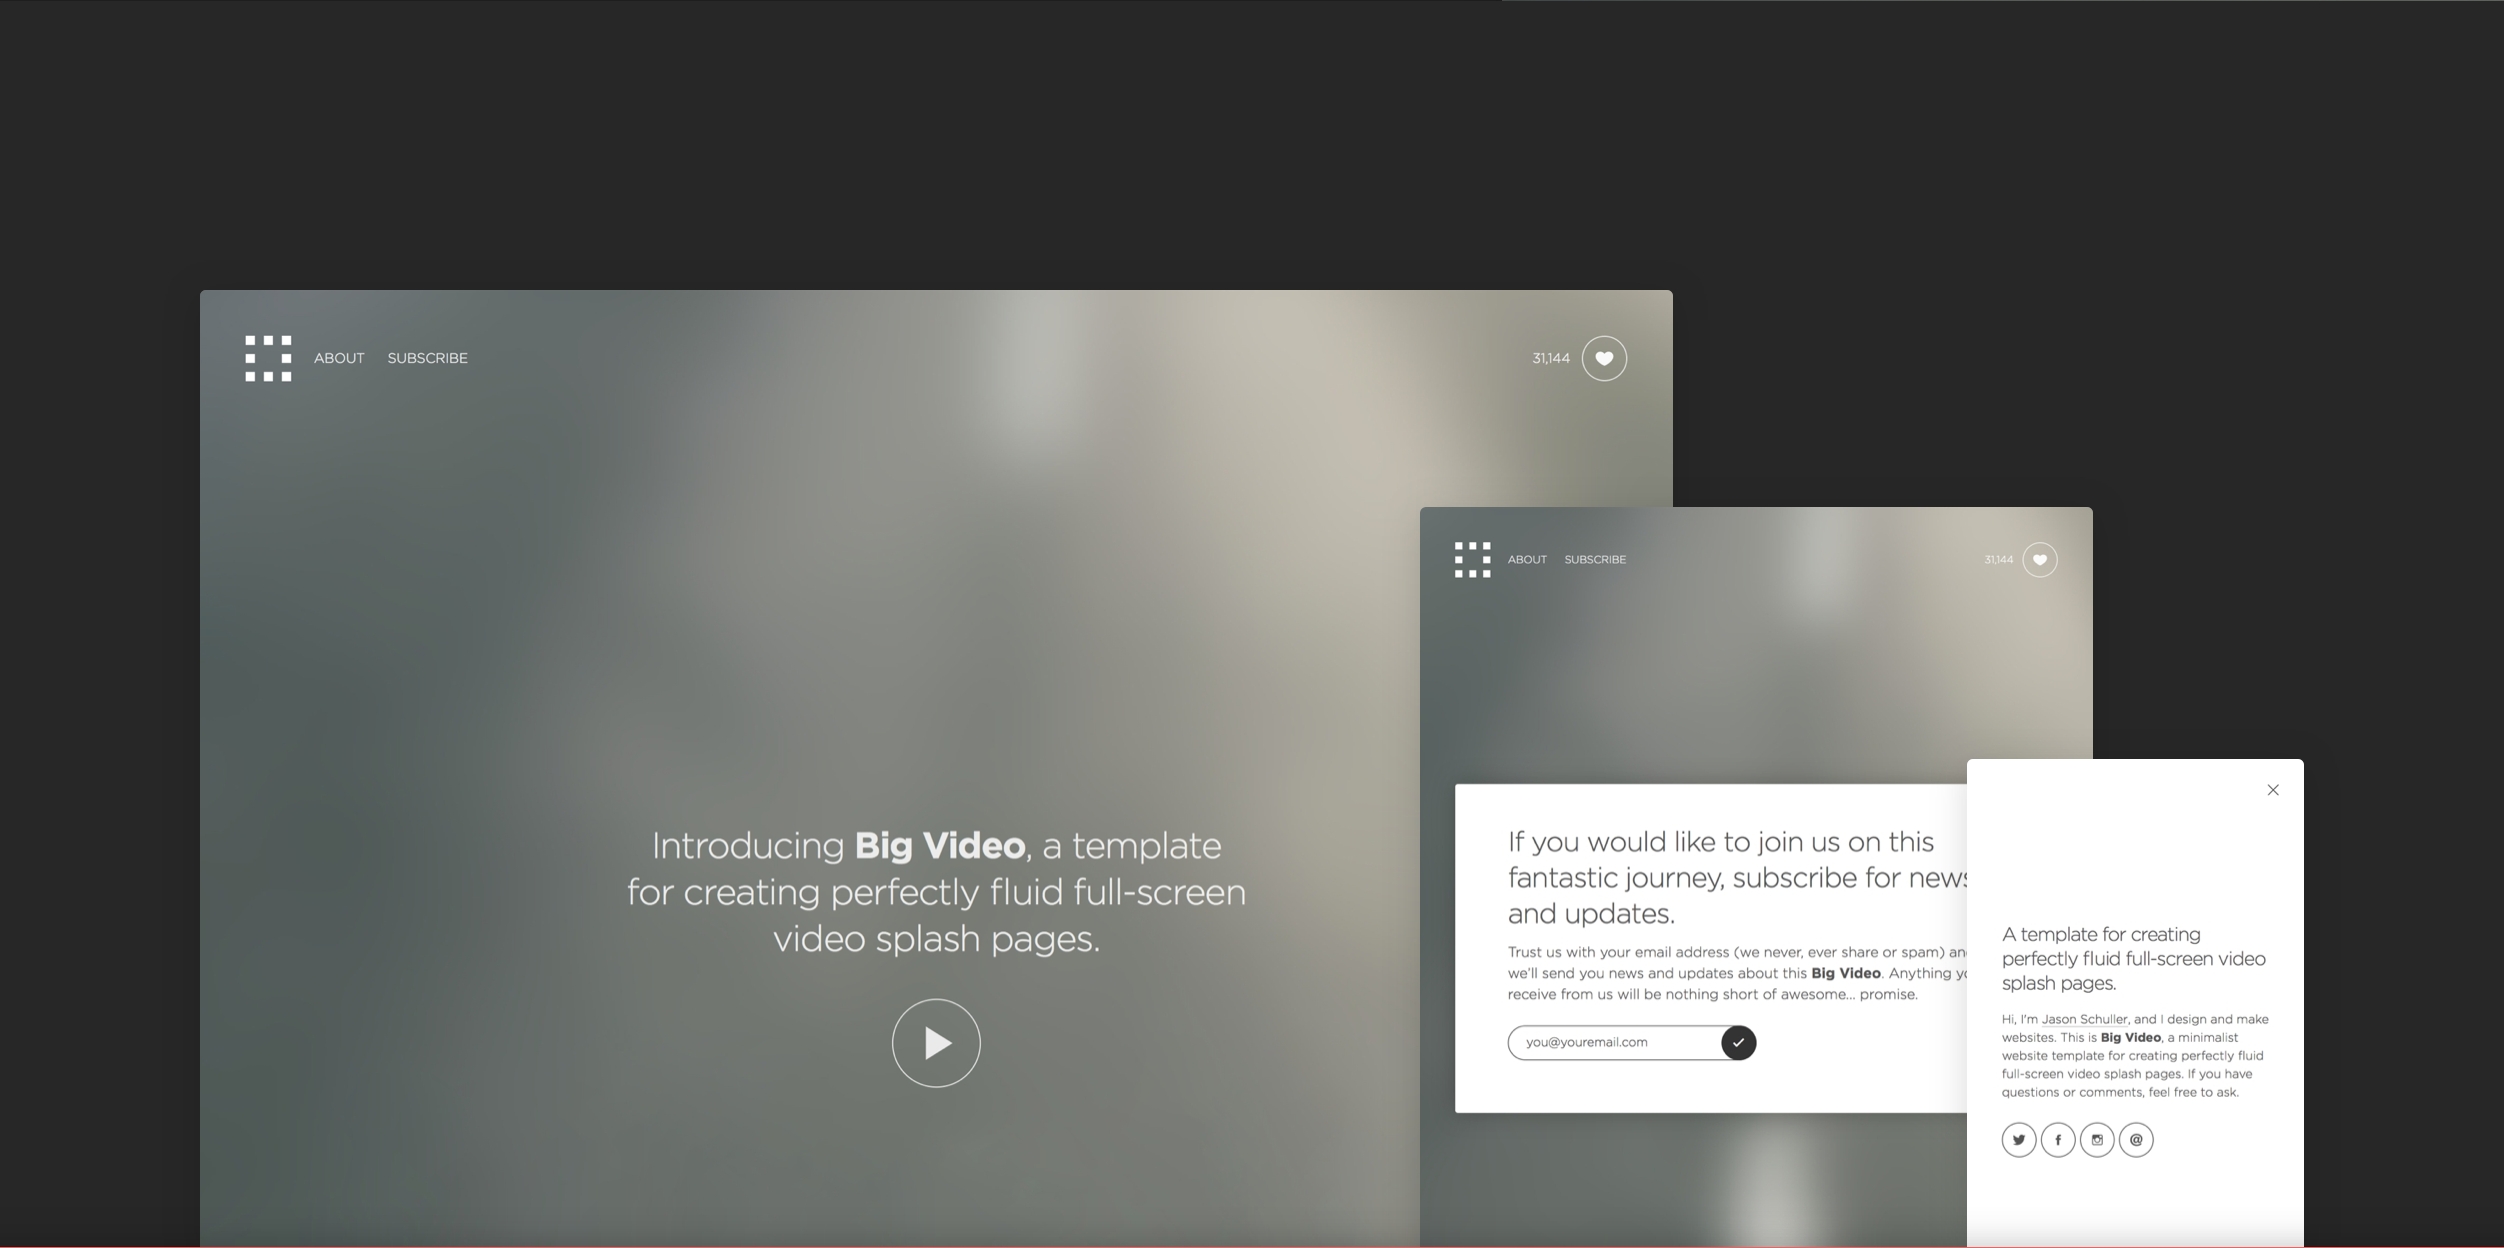 ABOUT SUBSCRIBE
31,144
Introducing Big Video, a template
for creating perfectly fluid full-screen
video splash pages.
ABOUT SUBSCRIBE
31,144
If you would like to join us on this
fantastic journey, subscribe for news
and updates.
Trust us with your email address (we never, ever share or spam)
we'll send you news and updates about this Big Video. Anything
receive from us will be nothing short of awesome... promise.
you@youremail.com
A template for creating
perfectly fluid full-screen video
splash pages.
Hi, I'm Jason Schuller, and I design and make
websites. This is Big Video, a minimalist
website template for creating perfectly fluid
full-screen video splash pages. If you have
questions or comments, feel free to ask.